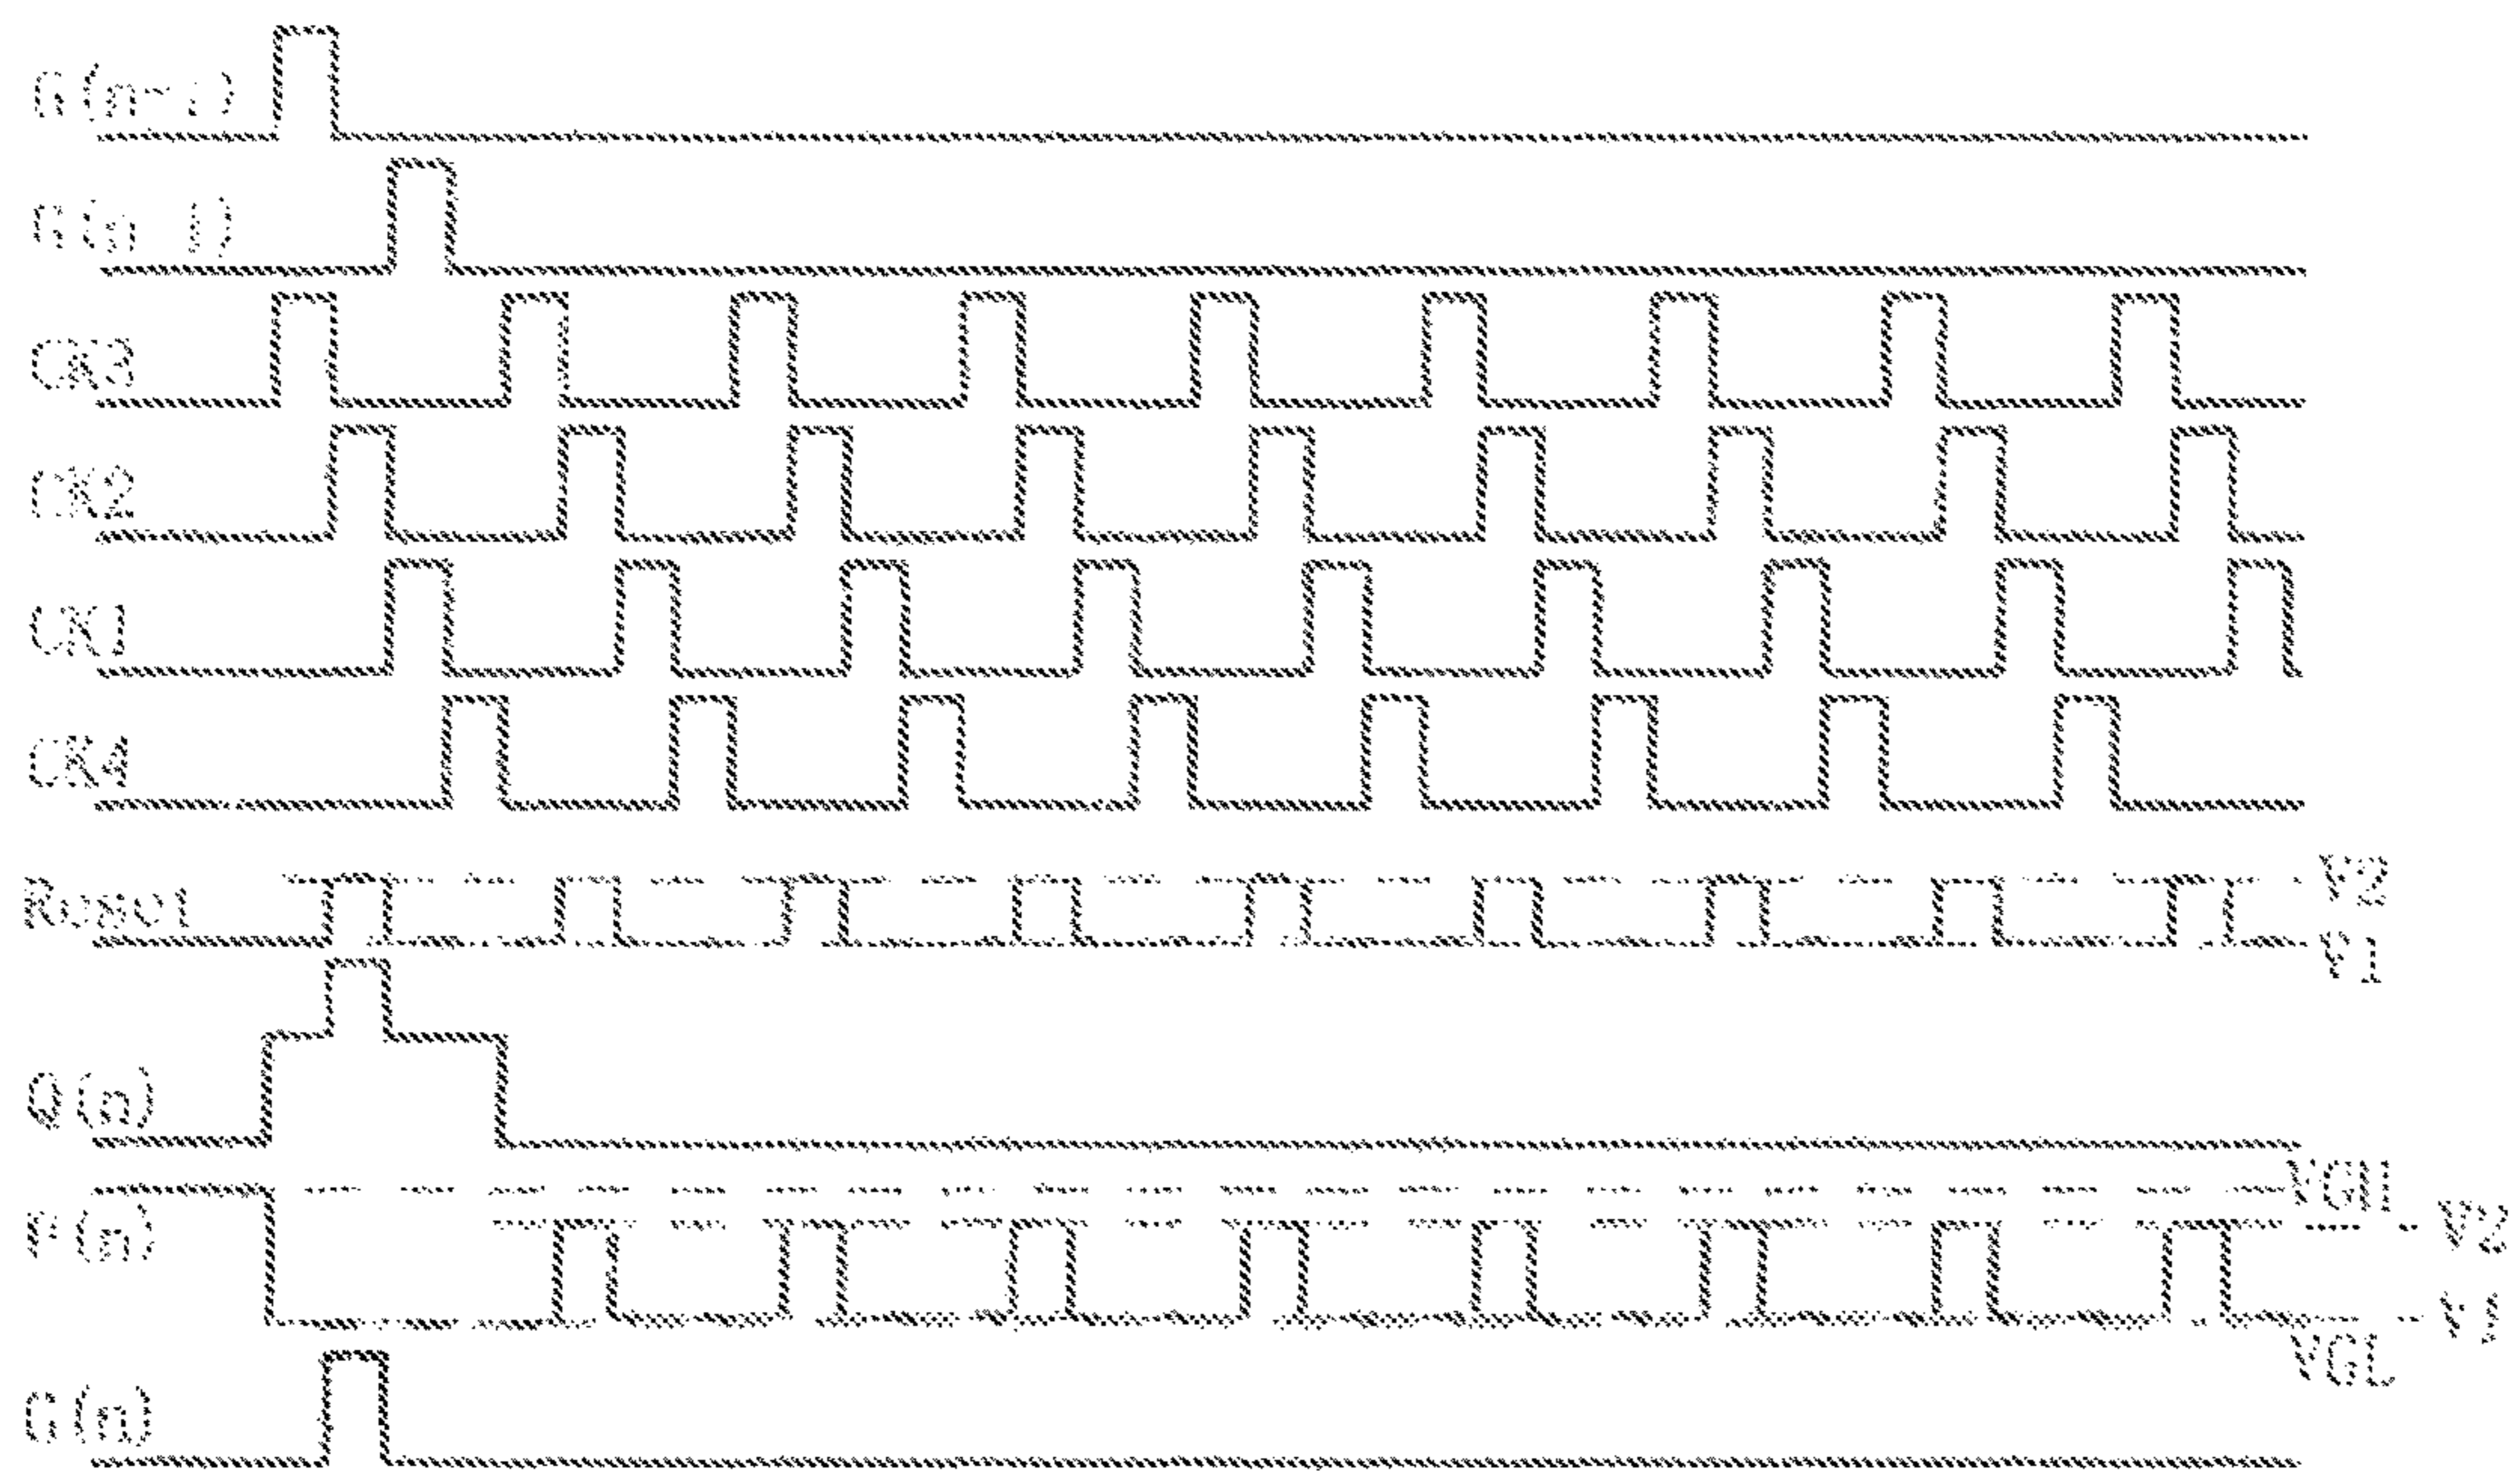 CK3
CK2
CK1
CK4
Reset
V2
V1
Q(n)
VGH
P(n)
V2
V1
VGL
G(n)